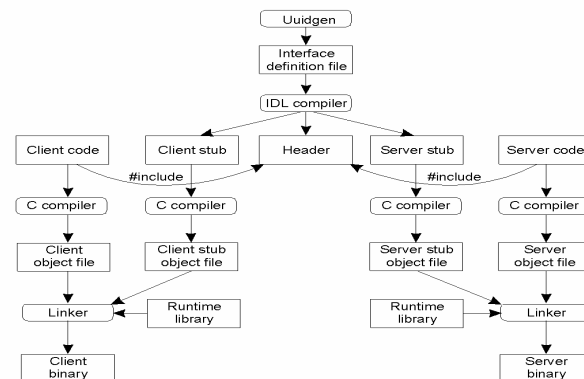 Uuidgen
Interface
definition file
IDL compiler
Client code
Client stub
Header
Server stub
Server code
#include
#include
C compiler
C compiler
C compiler
C compiler
Client
object file
Client stub
object file
Server stub
object file
Server
object file
Linker
Runtime
library
Runtime
library
Linker
Client
binary
Server
binary